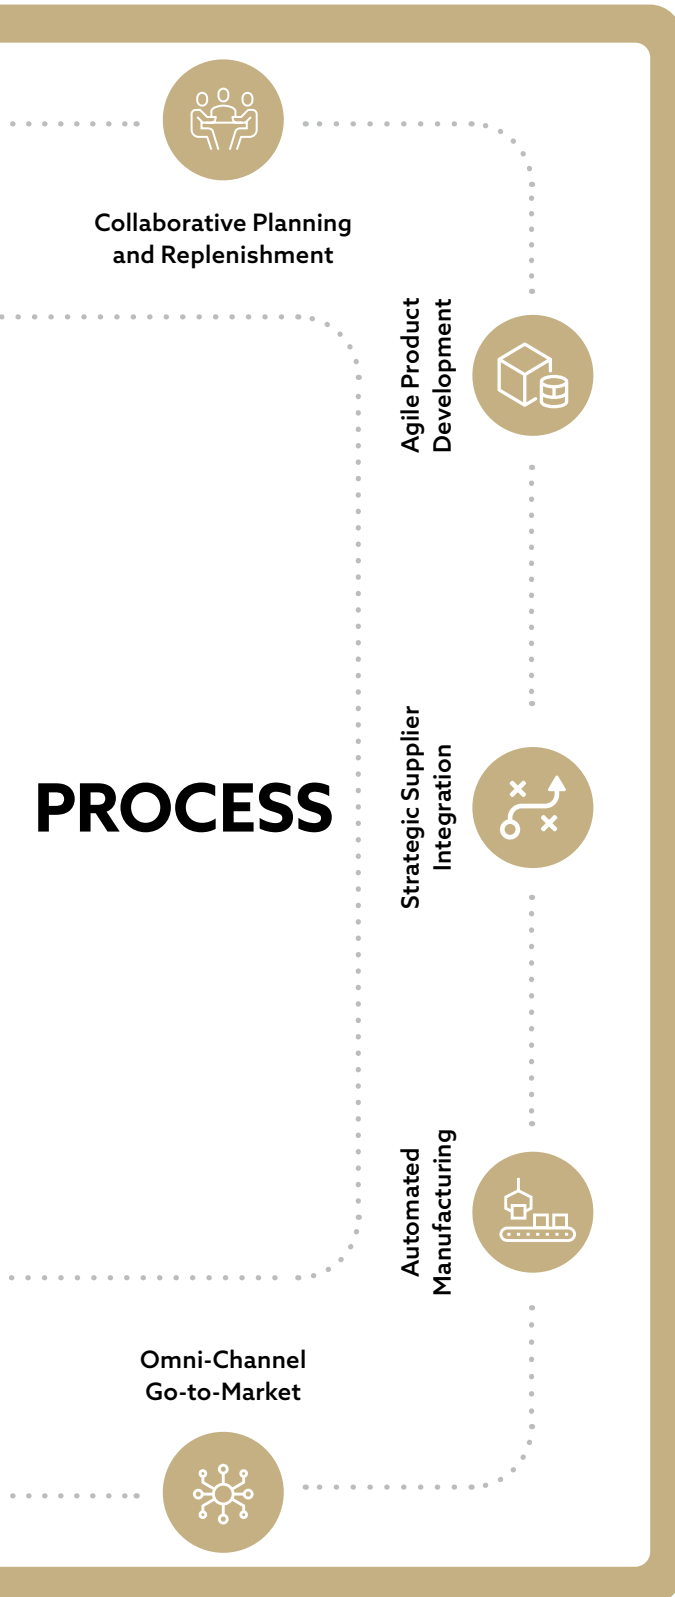 Collaborative Planning
and Replenishment
Agile Product
Development
PROCESS
Strategic Supplier
Integration
Automated
Manufacturing
Omni-Channel
Go-to-Market